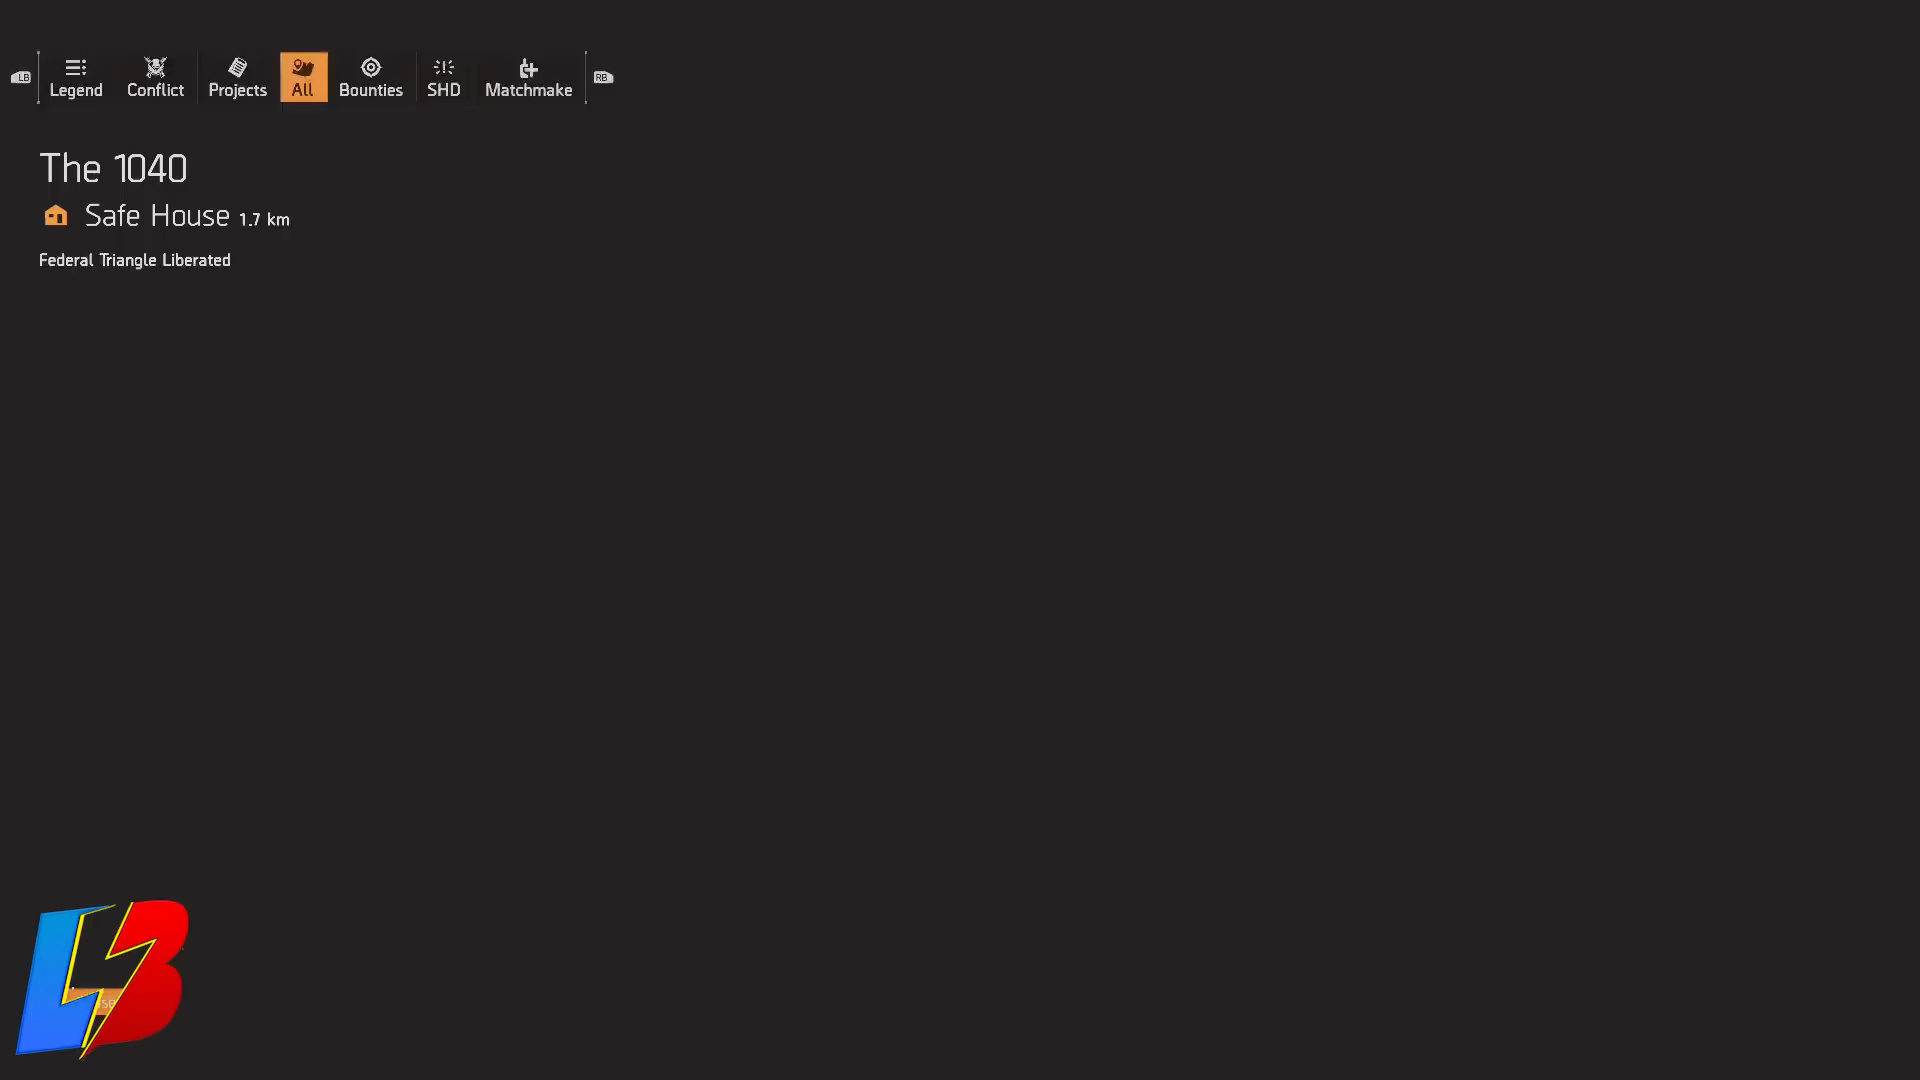 LB Legend Conflict Projects All Bounties SHD Matchmake RB
The 1040
Safe House 1.7 km
Federal Triangle Liberated